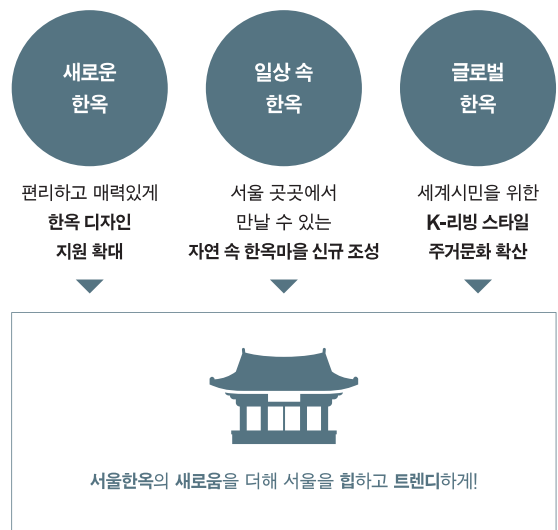 새로운
한옥
일상 속
한옥
글로벌
한옥
편리하고 매력있게
한옥 디자인
지원 확대
서울 곳곳에서
만날 수 있는
자연 속 한옥마을 신규 조성
세계시민을 위한
K-리빙 스타일
주거문화 확산
서울한옥의 새로움을 더해 서울을 힙하고 트렌디하게!